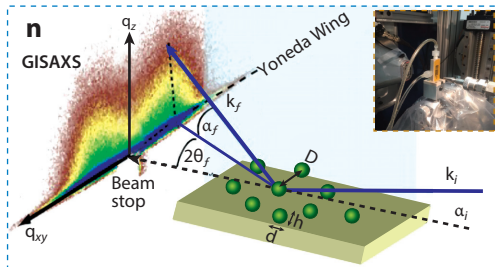 n
q_z
GISAXS
Yoneda Wing
k_f
α_f
2θ_f
D
Beam
stop
k_i
α_i
h
d
q_xy